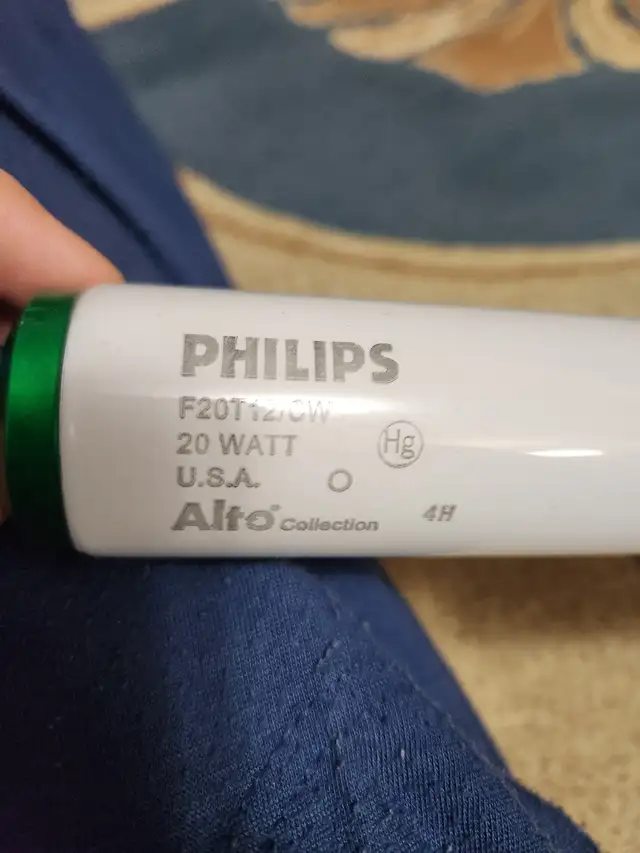 PHILIPS
F20T12/CW
20 WATT
Hg
U.S.A.
Alto® Collection
4H